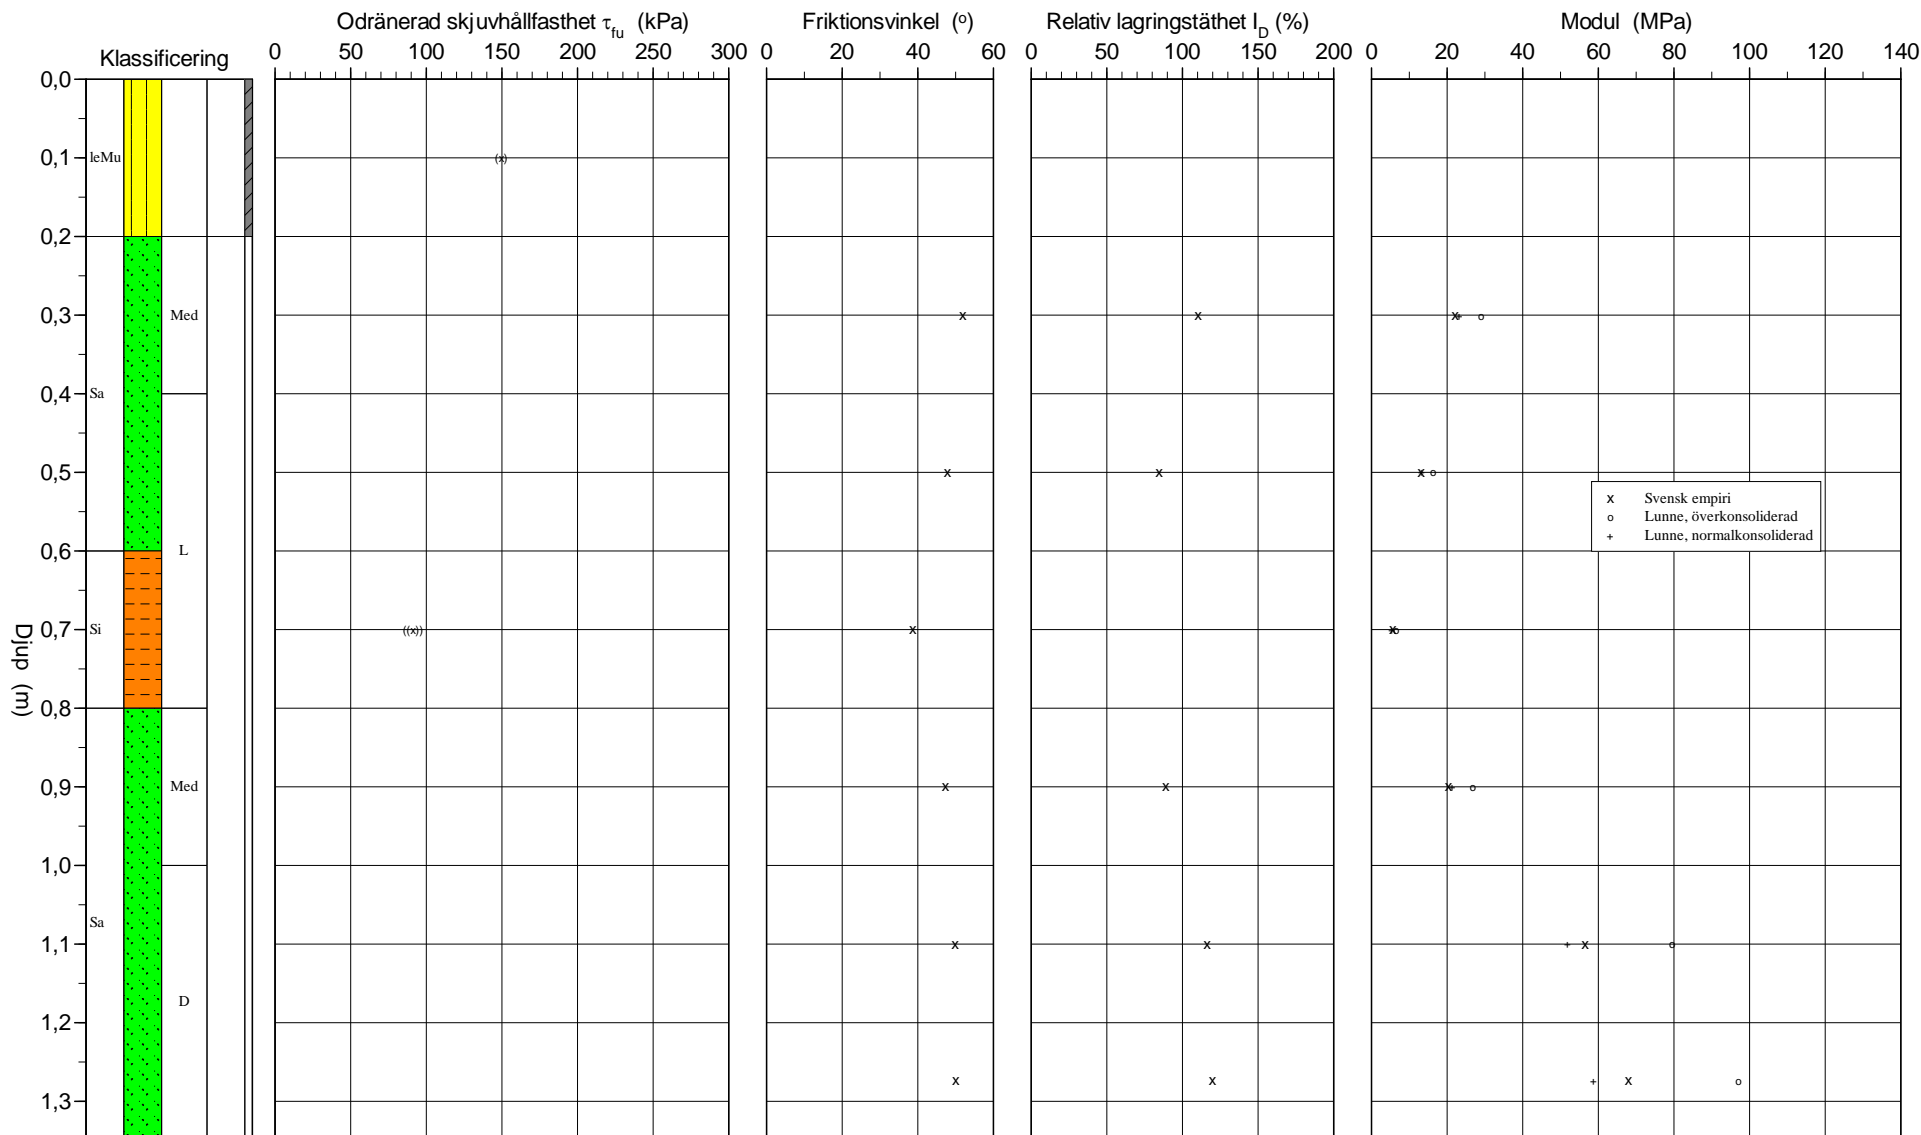 Odränerad skjuvhållfasthet τfu (kPa)
Friktionsvinkel (o)
Relativ lagringstäthet ID (%)
Modul (MPa)
Klassificering
0 50 100 150 200 250 300
0 20 40 60
0 50 100 150 200
0 20 40 60 80 100 120 140
0,0
0,1
leMu
(x)
0,2
0,3
Med
0,4
Sa
0,5
x Svensk empiri
o Lunne, överkonsoliderad
+ Lunne, normalkonsoliderad
0,6
L
0,7
Si
((x))
Djup (m)
0,8
0,9
Med
1,0
Sa
1,1
D
1,2
1,3